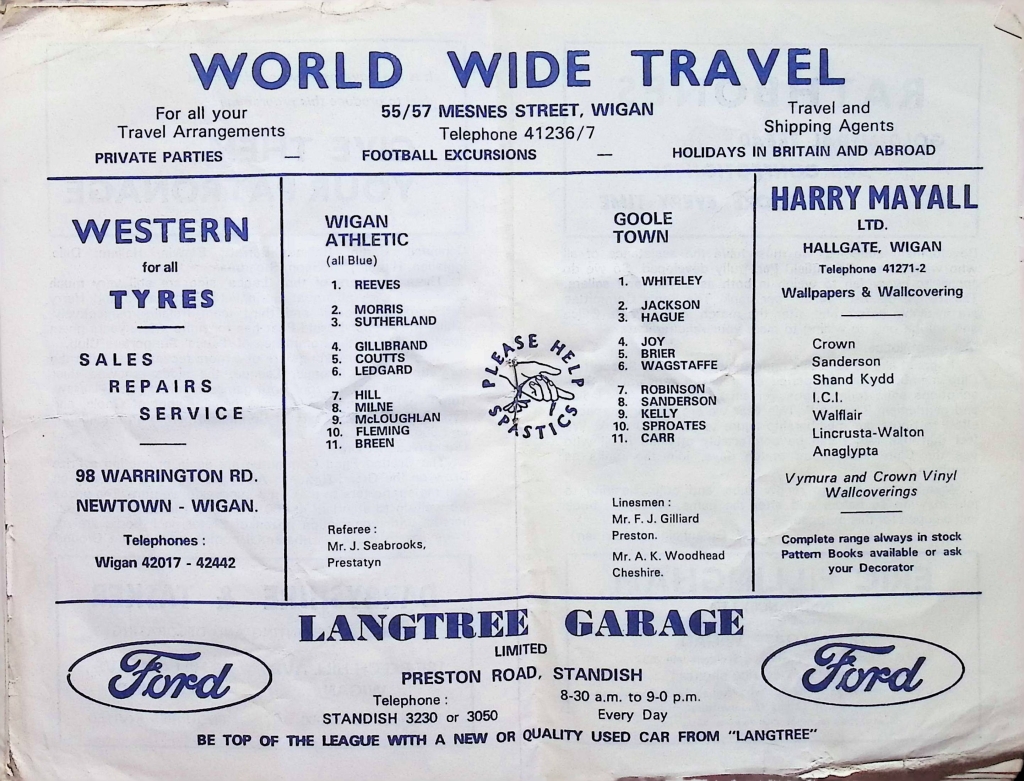 WORLD WIDE TRAVEL
For all your
Travel Arrangements
55/57 MESNES STREET, WIGAN
Telephone 41236/7
Travel and
Shipping Agents
PRIVATE PARTIES — FOOTBALL EXCURSIONS — HOLIDAYS IN BRITAIN AND ABROAD
WESTERN
for all
TYRES
SALES
REPAIRS
SERVICE
98 WARRINGTON RD.
NEWTOWN - WIGAN.
Telephones :
Wigan 42017 - 42442
WIGAN
ATHLETIC
(all Blue)
1. REEVES
2. MORRIS
3. SUTHERLAND
4. GILLIBRAND
5. COUTTS
6. LEDGARD
7. HILL
8. MILNE
9. McLOUGHLAN
10. FLEMING
11. BREEN
Referee :
Mr. J. Seabrooks,
Prestatyn
PLEASE HELP
SPASTICS
GOOLE
TOWN
1. WHITELEY
2. JACKSON
3. HAGUE
4. JOY
5. BRIER
6. WAGSTAFFE
7. ROBINSON
8. SANDERSON
9. KELLY
10. SPROATES
11. CARR
Linesmen :
Mr. F. J. Gilliard
Preston.
Mr. A. K. Woodhead
Cheshire.
HARRY MAYALL
LTD.
HALLGATE, WIGAN
Telephone 41271-2
Wallpapers & Wallcovering
Crown
Sanderson
Shand Kydd
I.C.I.
Walflair
Lincrusta-Walton
Anaglypta
Vymura and Crown Vinyl
Wallcoverings
Complete range always in stock
Pattern Books available or ask
your Decorator
LANGTREE GARAGE
LIMITED
PRESTON ROAD, STANDISH
Ford
Telephone :
STANDISH 3230 or 3050
8-30 a.m. to 9-0 p.m.
Every Day
Ford
BE TOP OF THE LEAGUE WITH A NEW OR QUALITY USED CAR FROM "LANGTREE"